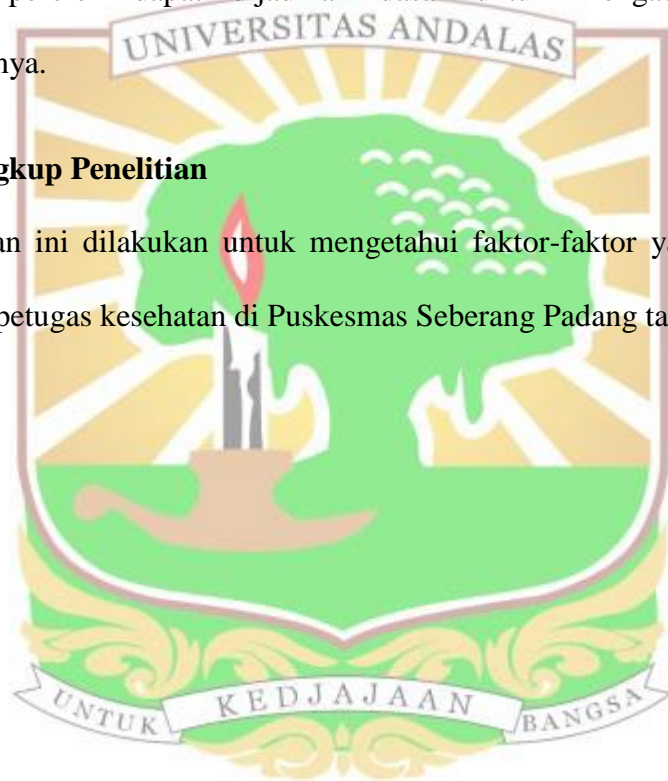 dapat
UNIVERSITAS ANDALAS
nya.
gkup Penelitian
an ini dilakukan untuk mengetahui faktor-faktor
petugas kesehatan di Puskesmas Seberang Padang ta
UNTUK KEDJAJAAN BANGSA